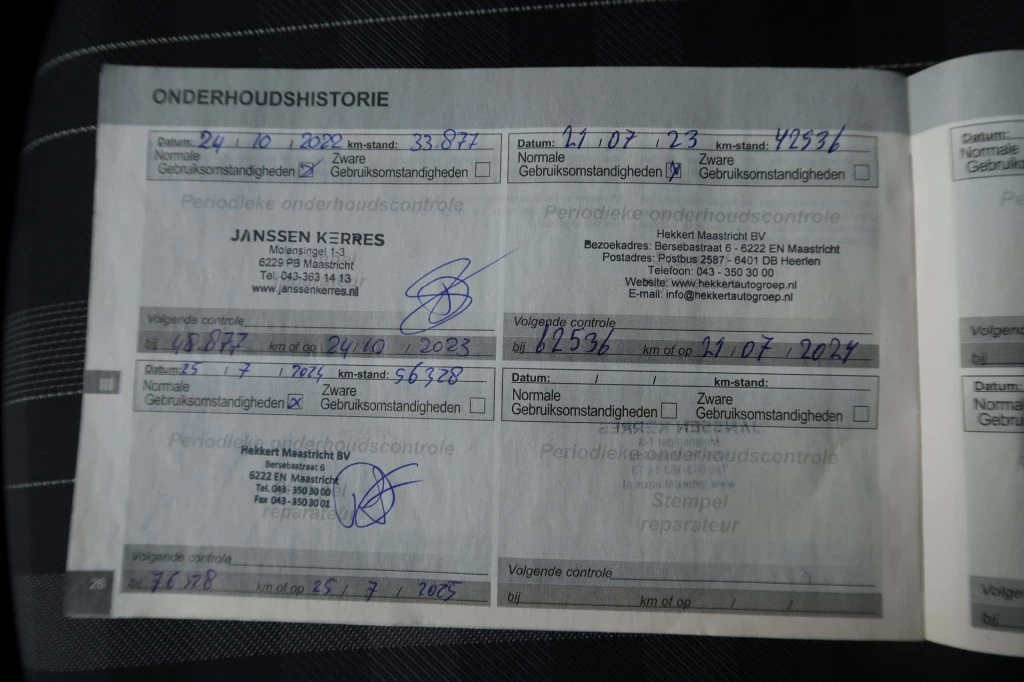 ONDERHOUDSHISTORIE
Datum: 24 / 10 / 2022 km-stand: 33.877
Normale
Gebruiksomstandigheden
Zware
Gebruiksomstandigheden
Periodieke onderhoudscontrole
JANSSEN KERRES
Molensingel 1-3
6229 PB Maastricht
Tel. 043-363 14 13
www.janssenkerres.nl
Volgende controle
bij 48.877 km of op 24/10 / 2023
Datum: 21 / 07 / 23 km-stand: 42536
Normale
Gebruiksomstandigheden
Zware
Gebruiksomstandigheden
Periodieke onderhoudscontrole
Hekkert Maastricht BV
Bezoekadres: Bersebastraat 6 - 6222 EN Maastricht
Postadres: Postbus 2587 - 6401 DB Heerlen
Telefoon: 043 - 350 30 00
Website: www.hekkertautogroep.nl
E-mail: info@hekkertautogroep.nl
Volgende controle
bij 62536 km of op 21 / 07 / 2024
Datum: 25 / 7 / 2024 km-stand: 56328
Normale
Gebruiksomstandigheden
Zware
Gebruiksomstandigheden
Periodieke onderhoudscontrole
Hekkert Maastricht BV
Bersebastraat 6
6222 EN Maastricht
Tel. 043 - 350 30 00
Fax 043 - 350 30 01
reparateur
Volgende controle
bij 76328 km of op 25 / 7 / 2025
Datum: / / km-stand:
Normale
Gebruiksomstandigheden
Zware
Gebruiksomstandigheden
Periodieke onderhoudscontrole
Stempel
reparateur
Volgende controle
bij km of op / /
Datum:
Normale
Datum:
bij